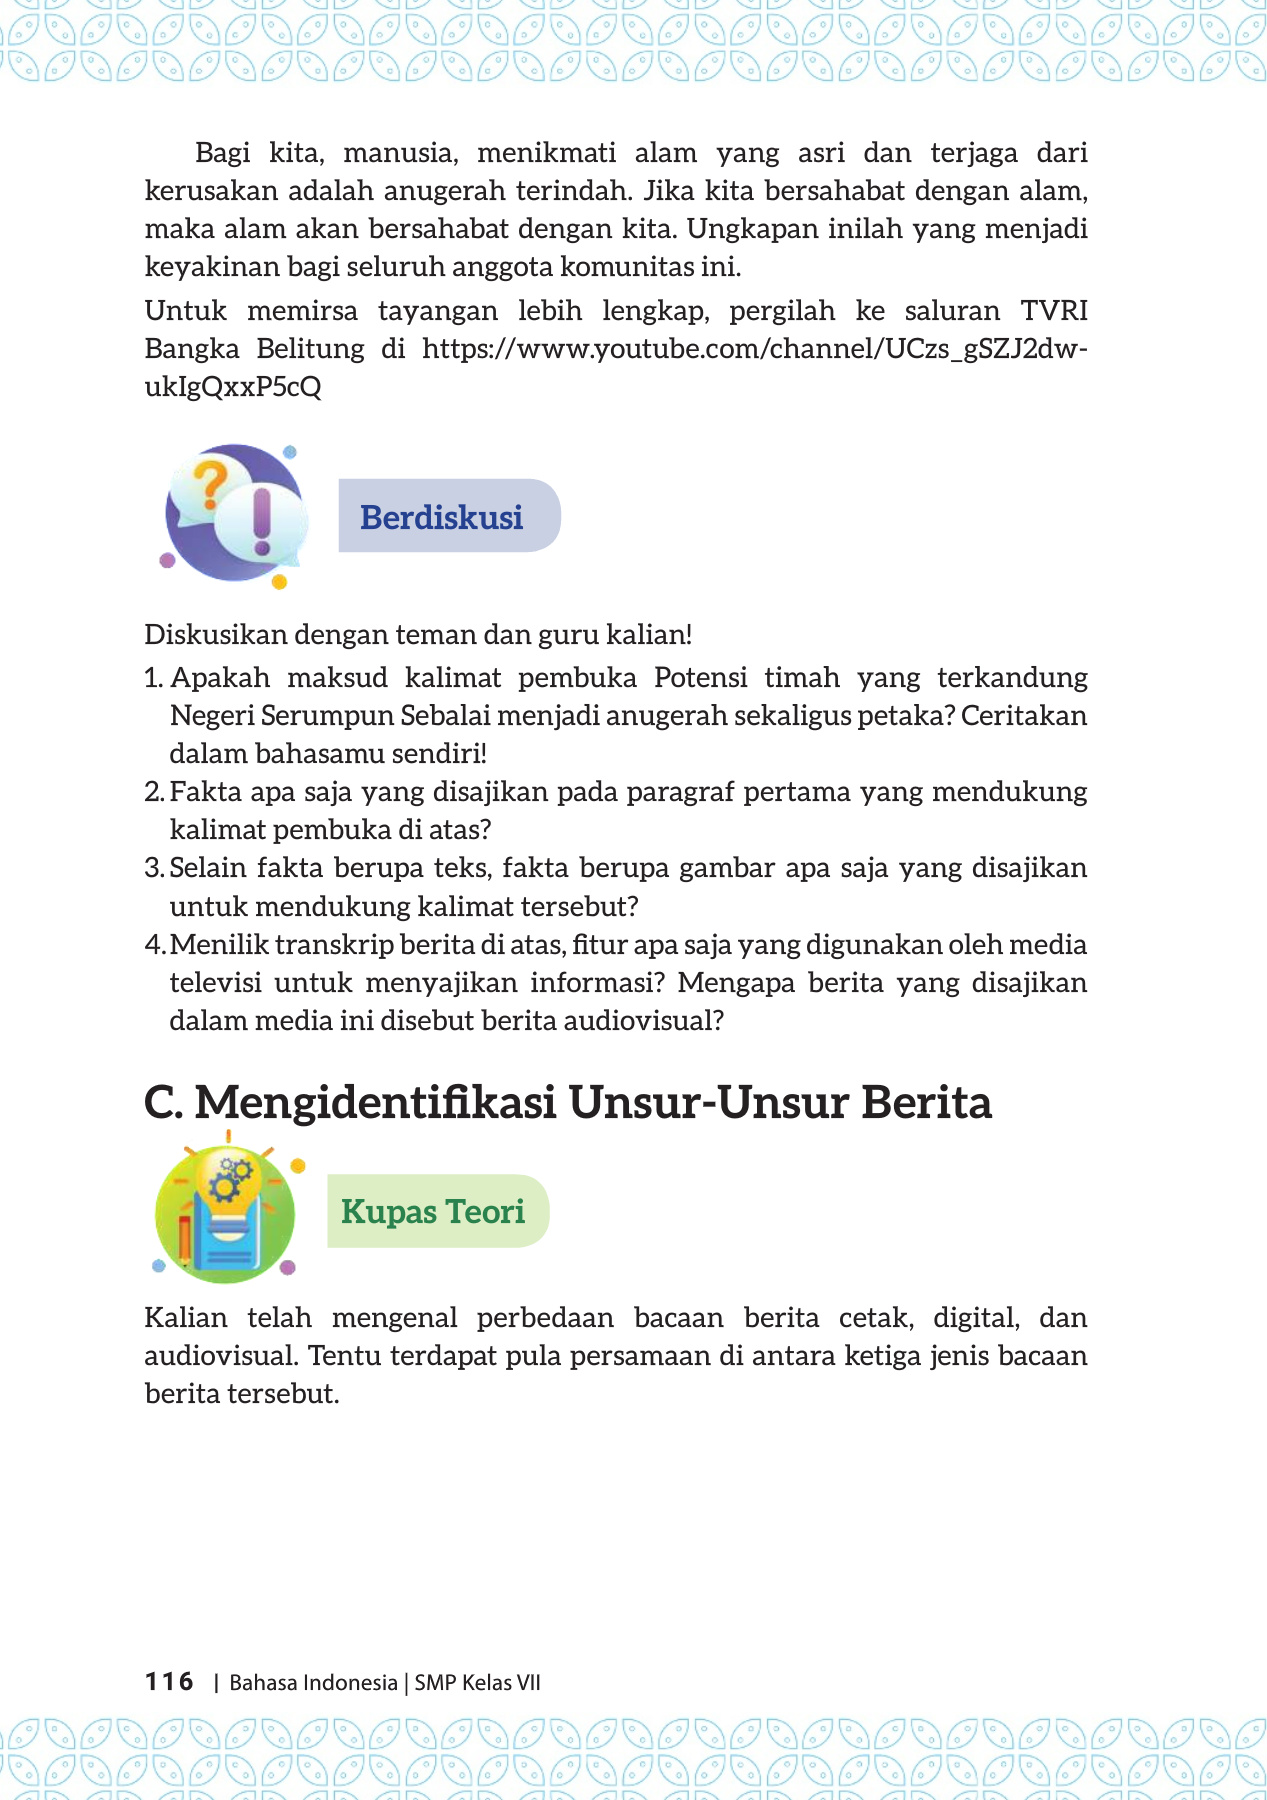 Bagi kita, manusia, menikmati alam yang asri dan terjaga dari
kerusakan adalah anugerah terindah. Jika kita bersahabat dengan alam,
maka alam akan bersahabat dengan kita. Ungkapan inilah yang menjadi
keyakinan bagi seluruh anggota komunitas ini.
Untuk memirsa tayangan lebih lengkap, pergilah ke saluran TVRI
Bangka Belitung di https://www.youtube.com/channel/UCzs_gSZJ2dw-
ukIgQxxP5cQ
Berdiskusi
Diskusikan dengan teman dan guru kalian!
1. Apakah maksud kalimat pembuka Potensi timah yang terkandung
Negeri Serumpun Sebalai menjadi anugerah sekaligus petaka? Ceritakan
dalam bahasamu sendiri!
2. Fakta apa saja yang disajikan pada paragraf pertama yang mendukung
kalimat pembuka di atas?
3. Selain fakta berupa teks, fakta berupa gambar apa saja yang disajikan
untuk mendukung kalimat tersebut?
4. Menilik transkrip berita di atas, fitur apa saja yang digunakan oleh media
televisi untuk menyajikan informasi? Mengapa berita yang disajikan
dalam media ini disebut berita audiovisual?
C. Mengidentifikasi Unsur-Unsur Berita
Kupas Teori
Kalian telah mengenal perbedaan bacaan berita cetak, digital, dan
audiovisual. Tentu terdapat pula persamaan di antara ketiga jenis bacaan
berita tersebut.
116 | Bahasa Indonesia | SMP Kelas VII